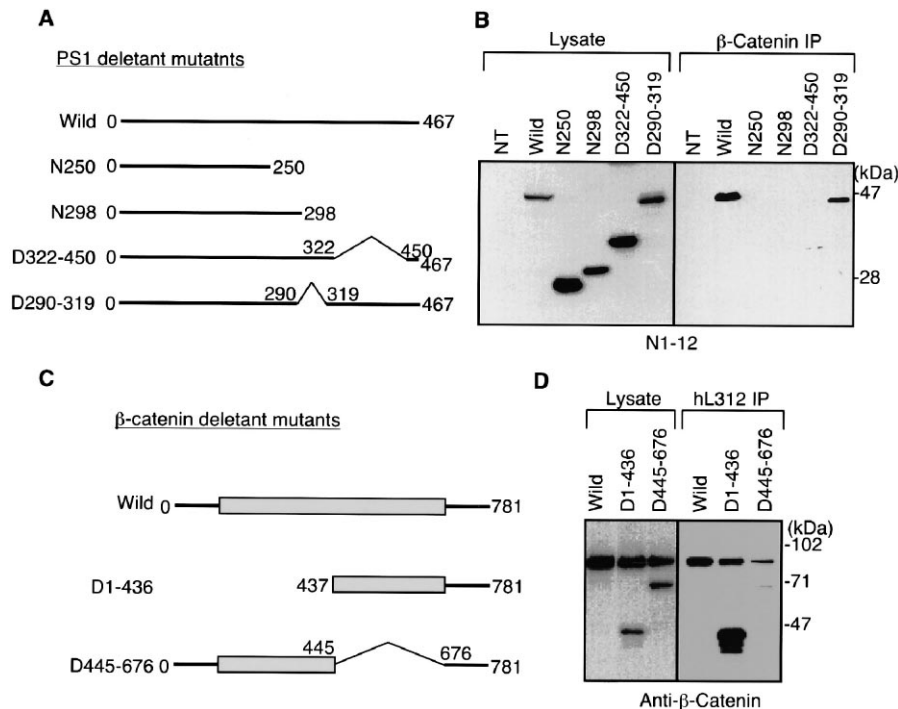 A
PS1 deletant mutatnts
Wild 0 467
N250 0 250
N298 0 298
D322-450 0 322 450 467
D290-319 0 290 319 467
B
Lysate β-Catenin IP
NT Wild N250 N298 D322-450 D290-319 NT Wild N250 N298 D322-450 D290-319
(kDa)
-47
-28
N1-12
C
β-catenin deletant mutants
Wild 0 781
D1-436 437 781
D445-676 0 445 676 781
D
Lysate hL312 IP
Wild D1-436 D445-676 Wild D1-436 D445-676
(kDa)
-102
-71
-47
Anti-β-Catenin